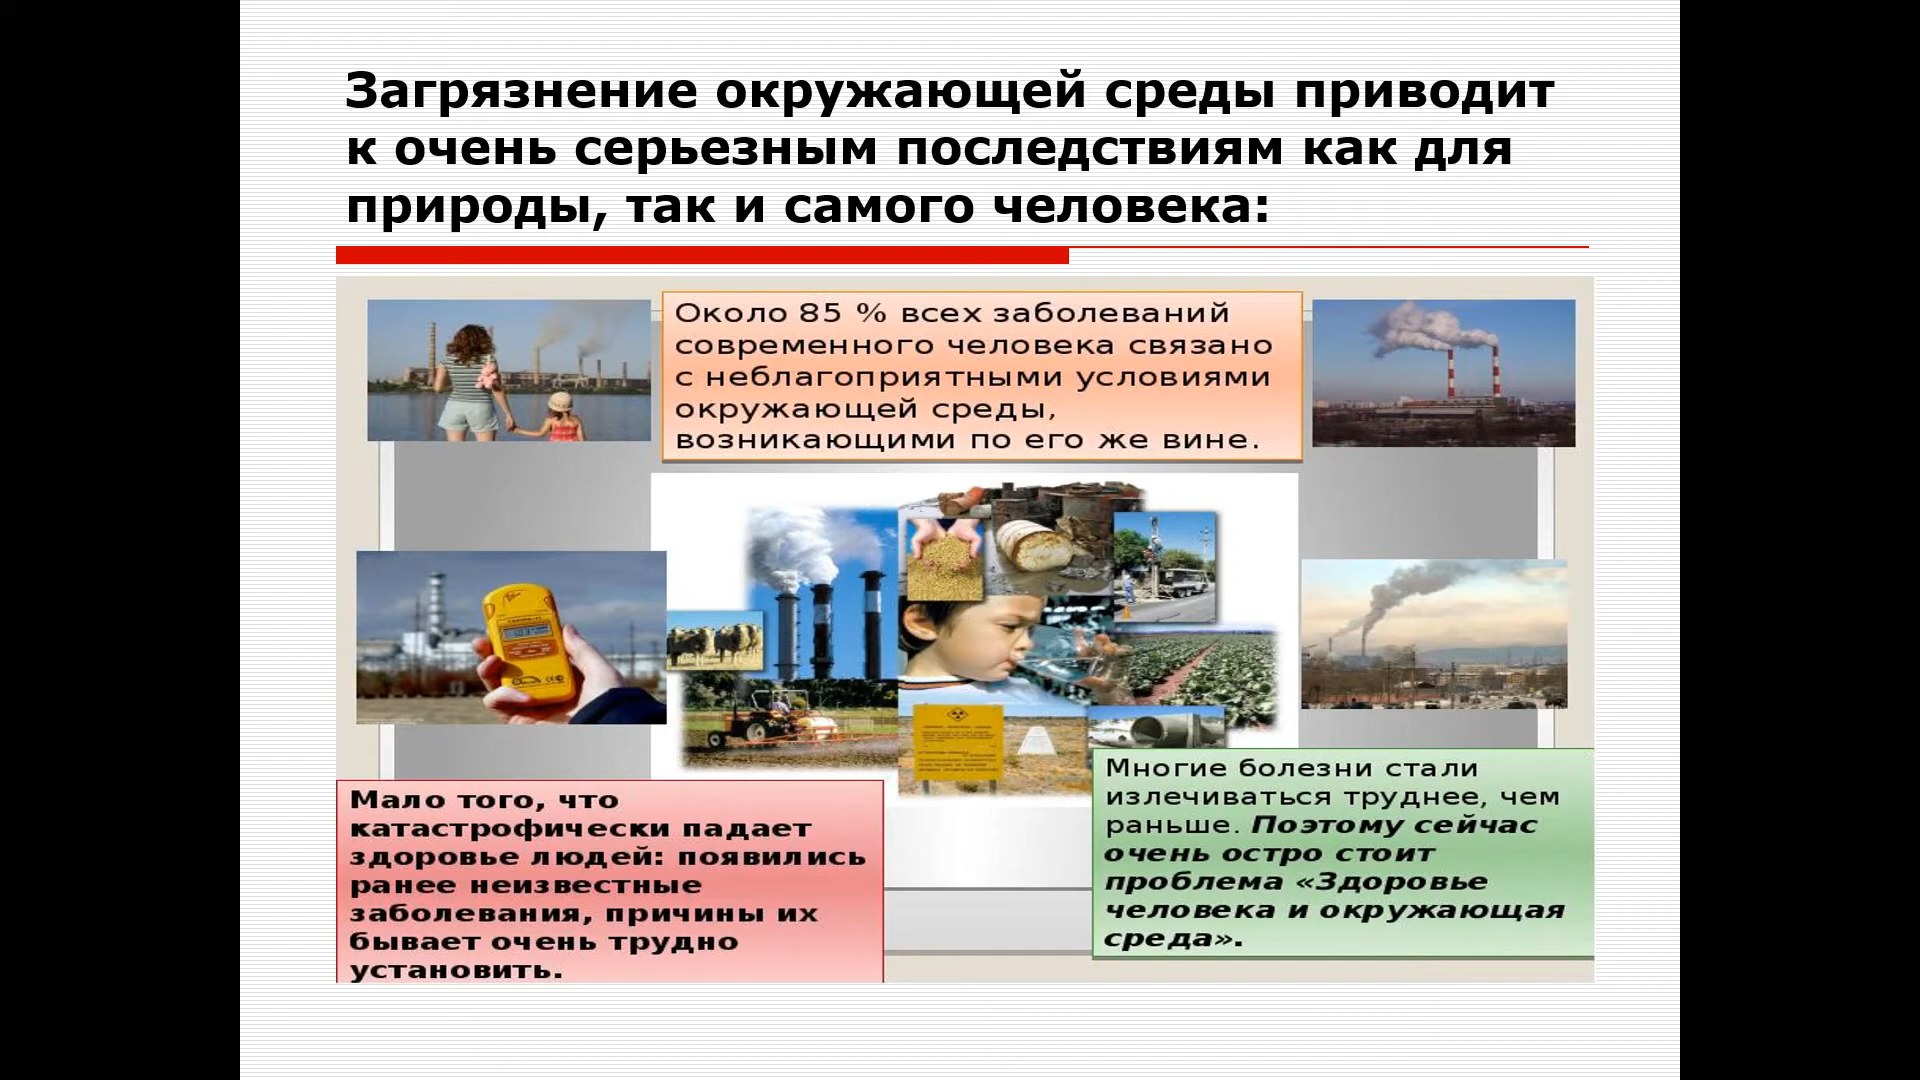 Загрязнение окружающей среды приводит
к очень серьезным последствиям как для
природы, так и самого человека:
Около 85 % всех заболеваний
современного человека связано
с неблагоприятными условиями
окружающей среды,
возникающими по его же вине.
Мало того, что
катастрофически падает
здоровье людей: появились
ранее неизвестные
заболевания, причины их
бывает очень трудно
установить.
Многие болезни стали
излечиваться труднее, чем
раньше. Поэтому сейчас
очень остро стоит
проблема «Здоровье
человека и окружающая
среда».